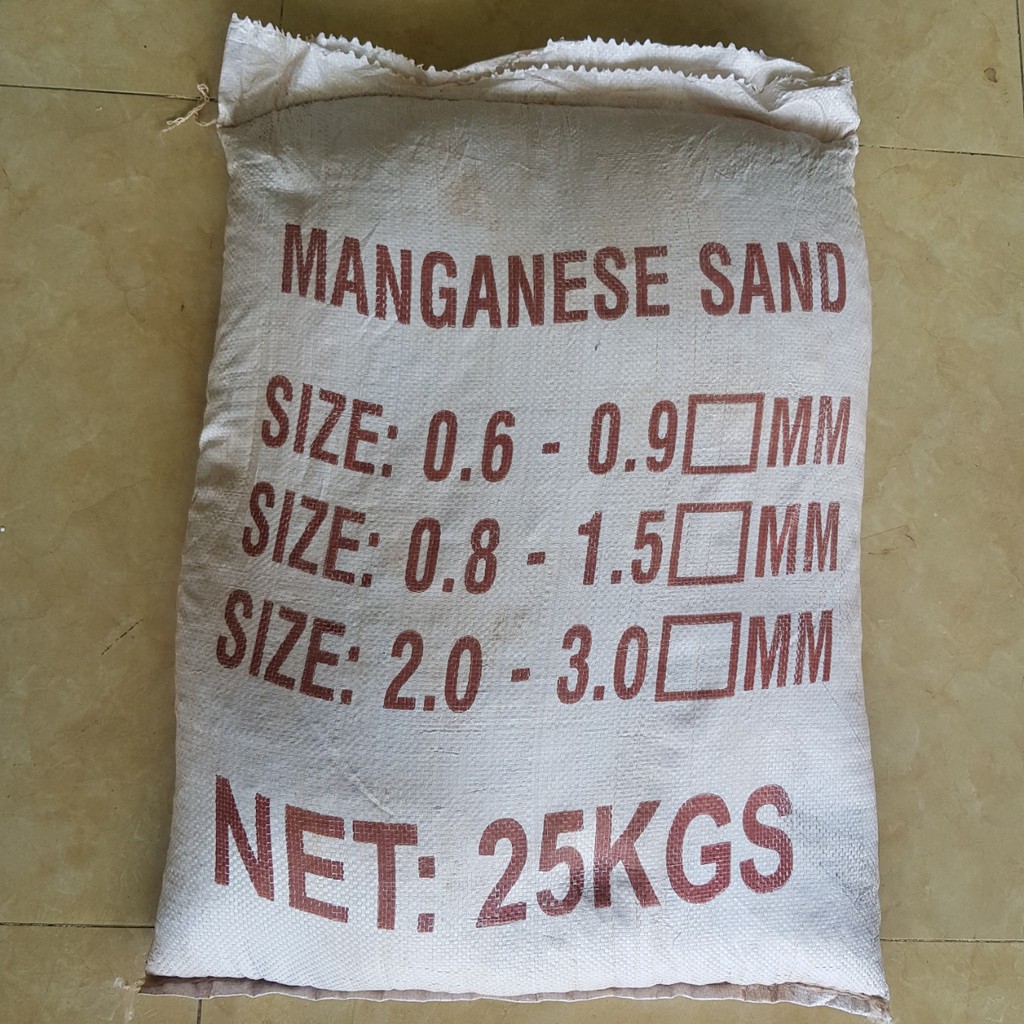 MANGANESE SAND
SIZE: 0.6 - 0.9 MM
SIZE: 0.8 - 1.5 MM
SIZE: 2.0 - 3.0 MM
NET: 25KGS